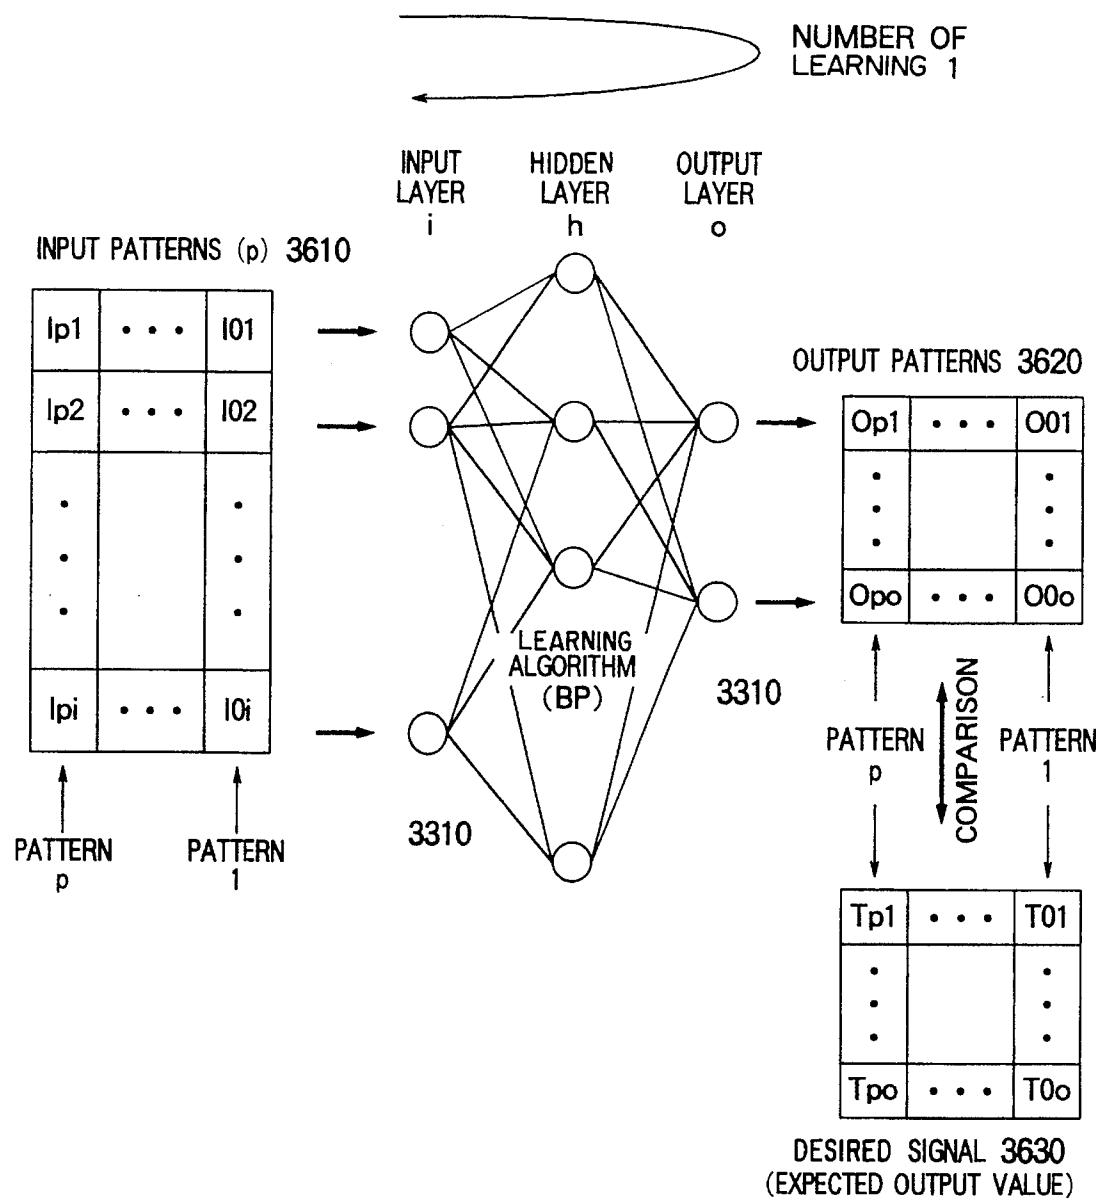 NUMBER OF
LEARNING 1
INPUT
LAYER
i
HIDDEN
LAYER
h
OUTPUT
LAYER
o
INPUT PATTERNS (p) 3610
Ip1 • • • I01
Ip2 • • • I02
Ipi • • • I0i
PATTERN
p
PATTERN
1
LEARNING
ALGORITHM
(BP)
3310
3310
OUTPUT PATTERNS 3620
Op1 • • • O01
Opo • • • O0o
PATTERN
p
COMPARISON
PATTERN
1
Tp1 • • • T01
Tpo • • • T0o
DESIRED SIGNAL 3630
(EXPECTED OUTPUT VALUE)